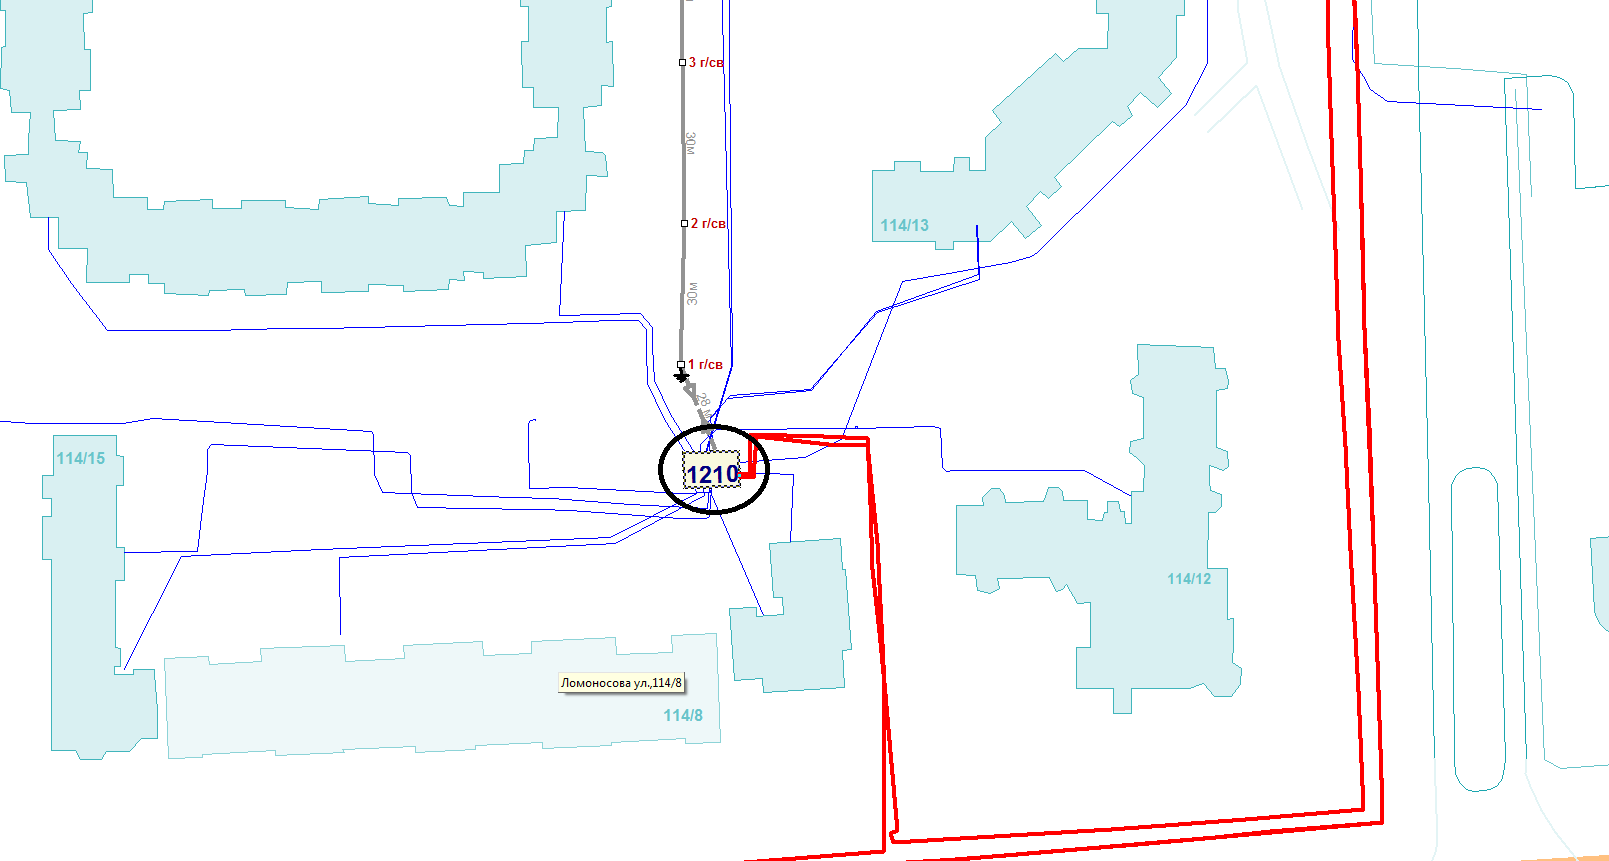 3 г/св
30м
2 г/св
114/13
30м
1 г/св
28 м
114/15
1210
114/12
Ломоносова ул.,114/8
114/8